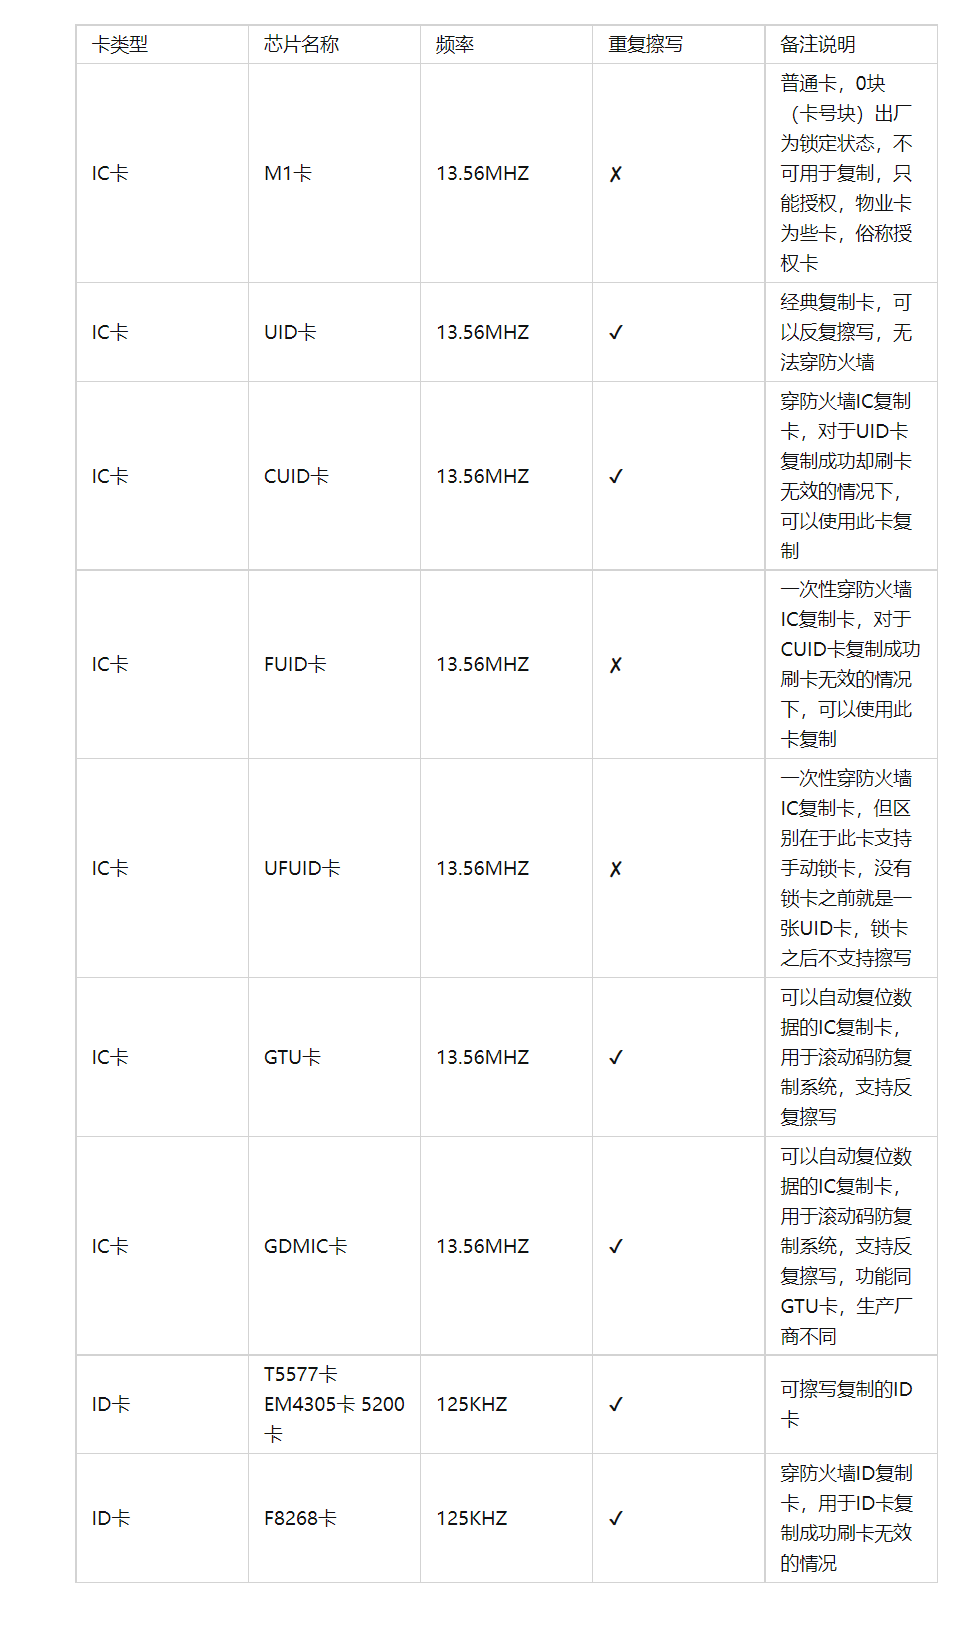 卡类型 芯片名称 频率 重复擦写 备注说明
IC卡 M1卡 13.56MHZ ✗ 普通卡，0块
（卡号块）出厂
为锁定状态，不
可用于复制，只
能授权，物业卡
为些卡，俗称授
权卡
IC卡 UID卡 13.56MHZ ✓ 经典复制卡，可
以反复擦写，无
法穿防火墙
IC卡 CUID卡 13.56MHZ ✓ 穿防火墙IC复制
卡，对于UID卡
复制成功却刷卡
无效的情况下，
可以使用此卡复
制
IC卡 FUID卡 13.56MHZ ✗ 一次性穿防火墙
IC复制卡，对于
CUID卡复制成功
刷卡无效的情况
下，可以使用此
卡复制
IC卡 UFUID卡 13.56MHZ ✗ 一次性穿防火墙
IC复制卡，但区
别在于此卡支持
手动锁卡，没有
锁卡之前就是一
张UID卡，锁卡
之后不支持擦写
IC卡 GTU卡 13.56MHZ ✓ 可以自动复位数
据的IC复制卡，
用于滚动码防复
制系统，支持反
复擦写
IC卡 GDMIC卡 13.56MHZ ✓ 可以自动复位数
据的IC复制卡，
用于滚动码防复
制系统，支持反
复擦写，功能同
GTU卡，生产厂
商不同
ID卡 T5577卡
EM4305卡 5200
卡 125KHZ ✓ 可擦写复制的ID
卡
ID卡 F8268卡 125KHZ ✓ 穿防火墙ID复制
卡，用于ID卡复
制成功刷卡无效
的情况